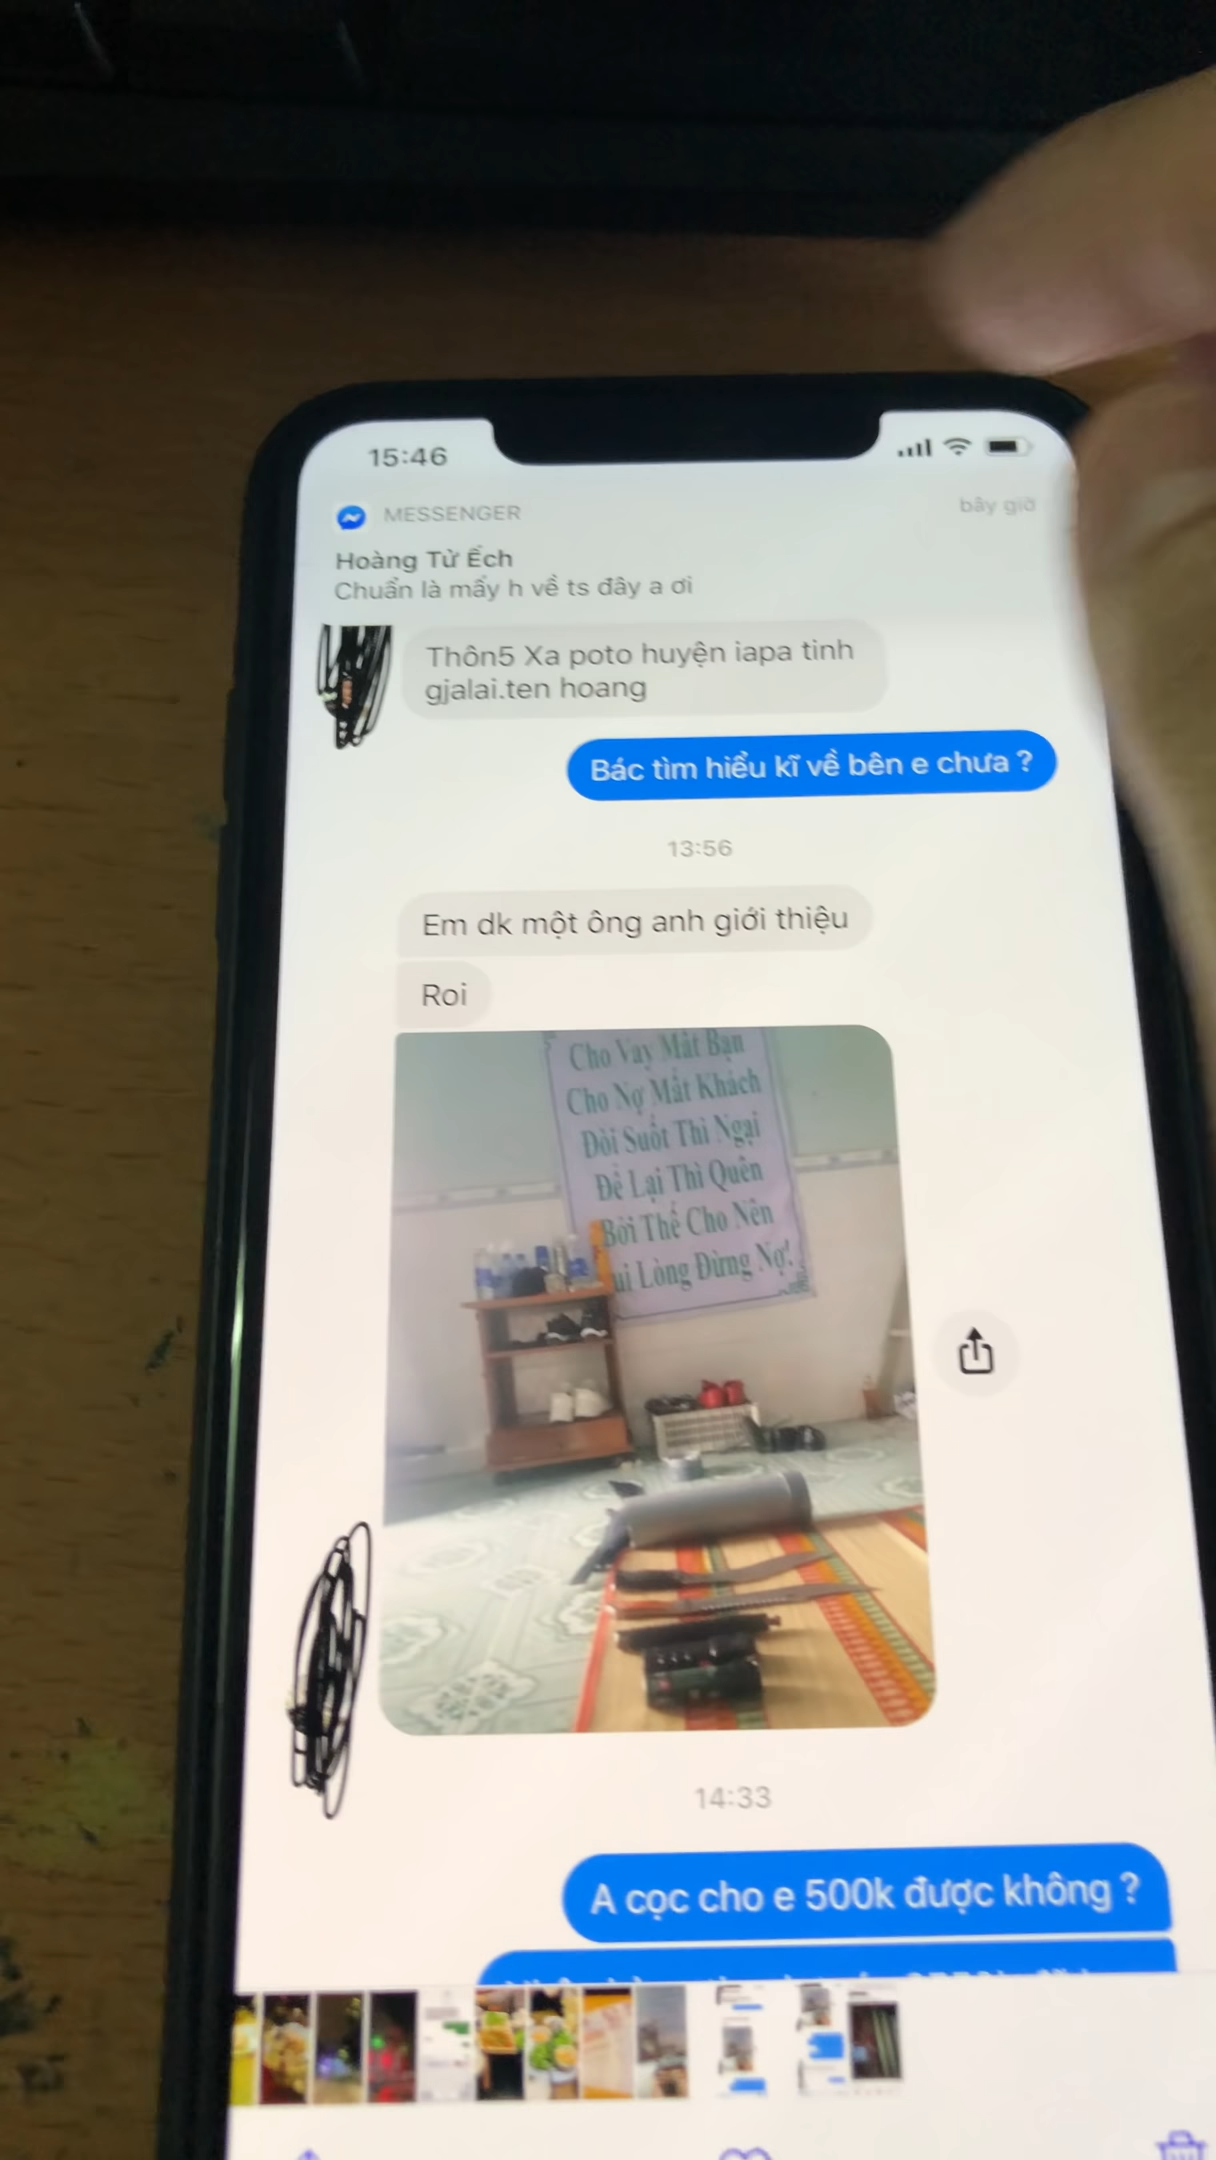 15:46
MESSENGER
bây giờ
Hoàng Tử Ếch
Chuẩn là mấy h về ts đây a ơi
Thôn5 Xa poto huyện iapa tinh
gjalai.ten hoang
Bác tìm hiểu kĩ về bên e chưa ?
13:56
Em dk một ông anh giới thiệu
Roi
Cho Vay Mất Bạn
Cho Nợ Mất Khách
Đòi Suốt Thì Ngại
Để Lại Thì Quên
Bởi Thế Cho Nên
ui Lòng Đừng Nợ!
14:33
A cọc cho e 500k được không ?